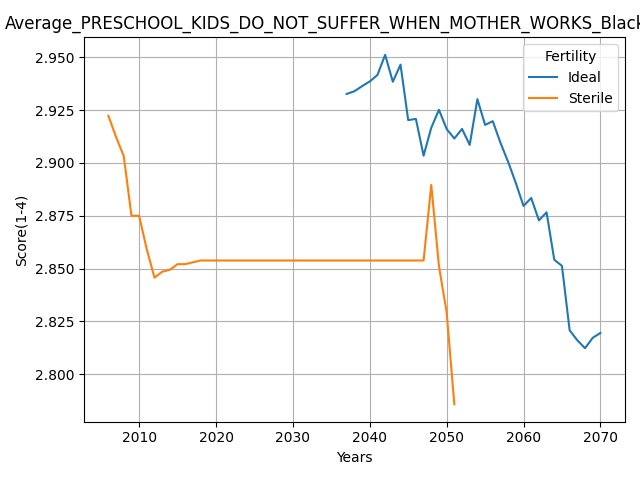 Average_PRESCHOOL_KIDS_DO_NOT_SUFFER_WHEN_MOTHER_WORKS_Black
2.950
2.925
2.900
2.875
2.850
2.825
2.800
Score(1-4)
Fertility
Ideal
Sterile
2010 2020 2030 2040 2050 2060 2070
Years